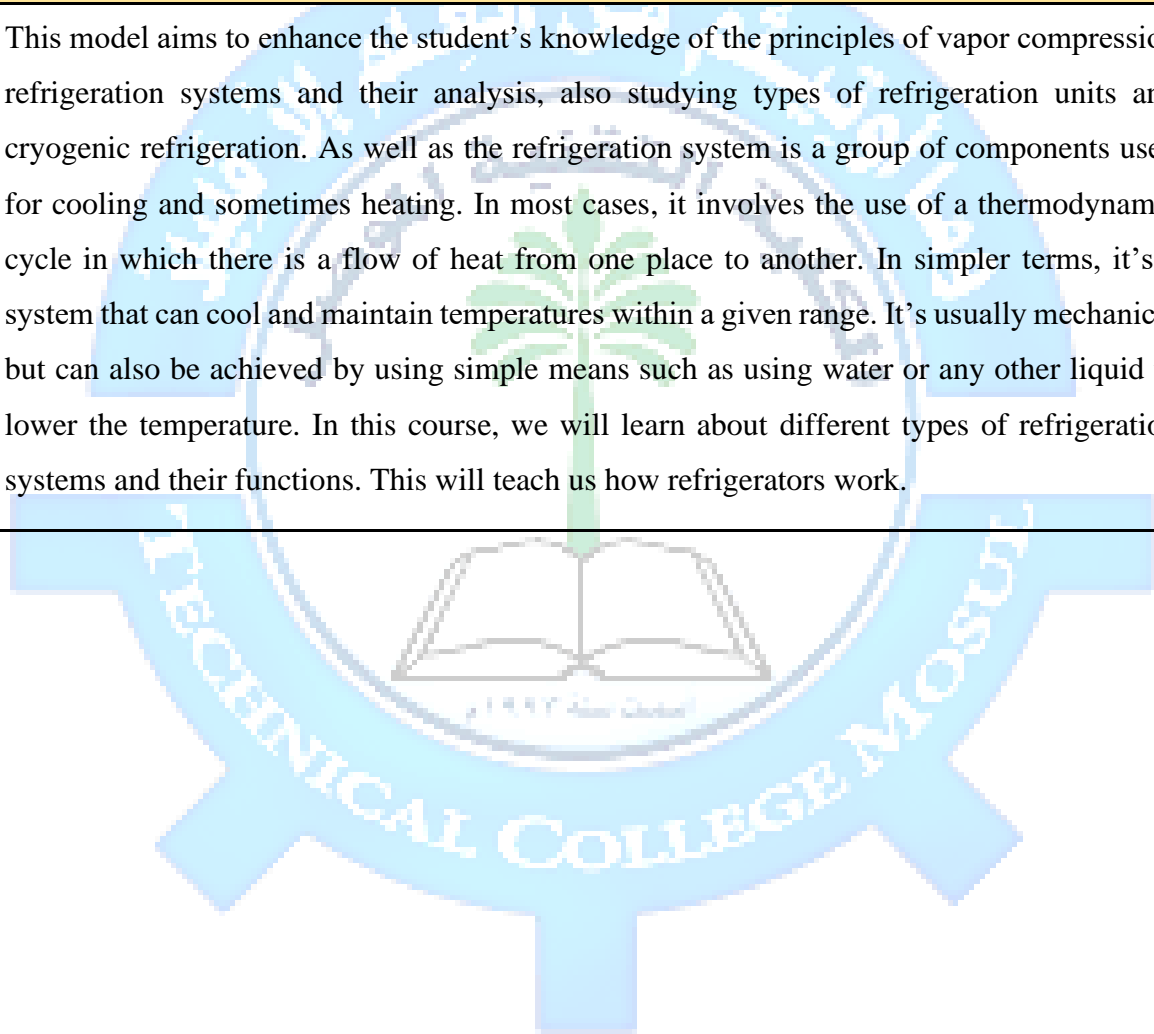 This model aims to enhance the student’s knowledge of the principles of vapor compressio
refrigeration systems and their analysis, also studying types of refrigeration units an
cryogenic refrigeration. As well as the refrigeration system is a group of components use
for cooling and sometimes heating. In most cases, it involves the use of a thermodynam
cycle in which there is a flow of heat from one place to another. In simpler terms, it’s
system that can cool and maintain temperatures within a given range. It’s usually mechanic
but can also be achieved by using simple means such as using water or any other liquid
lower the temperature. In this course, we will learn about different types of refrigeratio
systems and their functions. This will teach us how refrigerators work.
TECHNICAL COLLEGE MOSUL